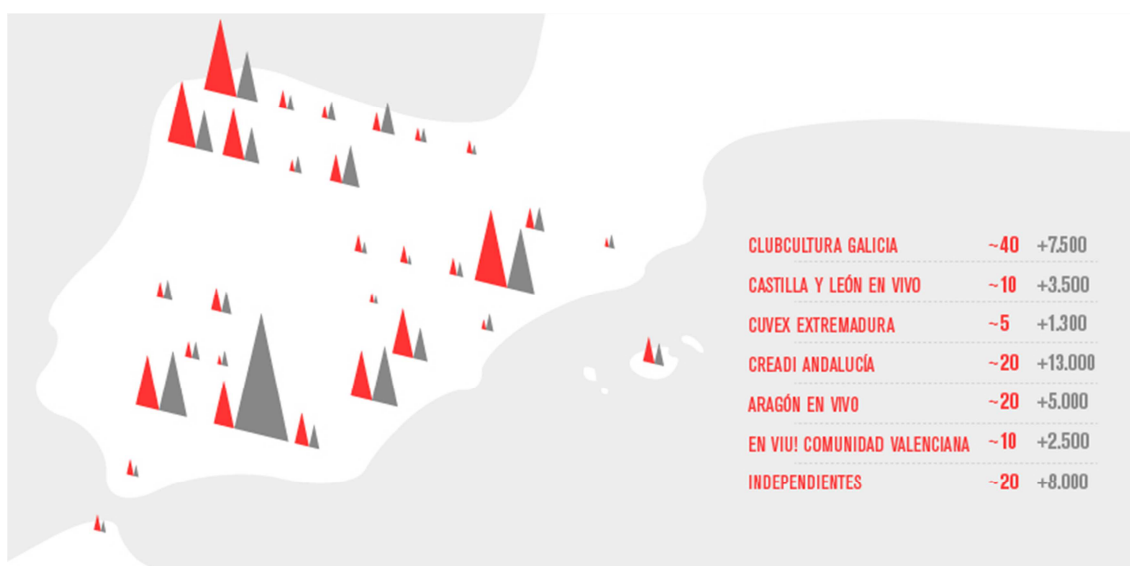 CLUBCULTURA GALICIA ~40 +7.500
CASTILLA Y LEÓN EN VIVO ~10 +3.500
CUVEX EXTREMADURA ~5 +1.300
CREADI ANDALUCÍA ~20 +13.000
ARAGÓN EN VIVO ~20 +5.000
EN VIU! COMUNIDAD VALENCIANA ~10 +2.500
INDEPENDIENTES ~20 +8.000